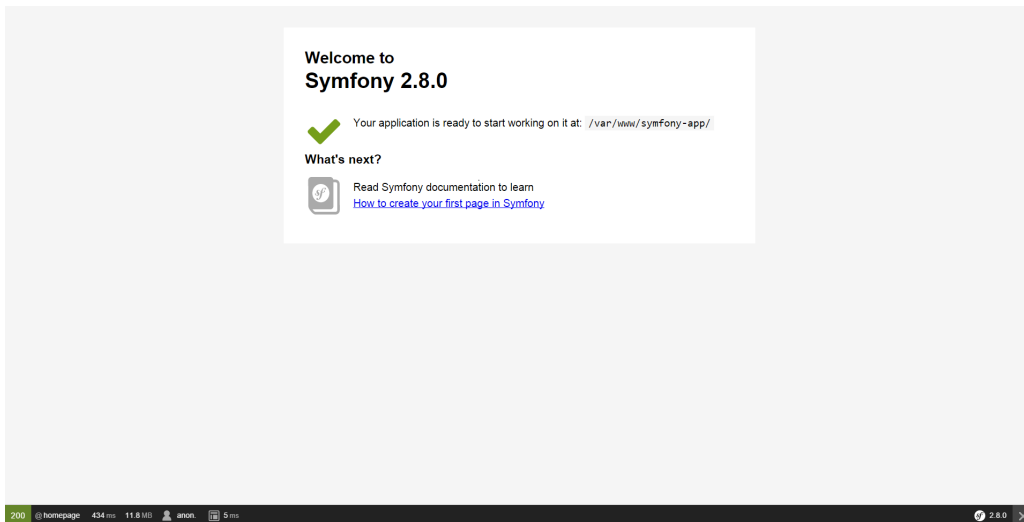 Welcome to
Symfony 2.8.0
Your application is ready to start working on it at: /var/www/symfony-app/
What's next?
sf
Read Symfony documentation to learn
How to create your first page in Symfony
200 @ homepage 434 ms 11.8 MB anon. 5 ms sf 2.8.0